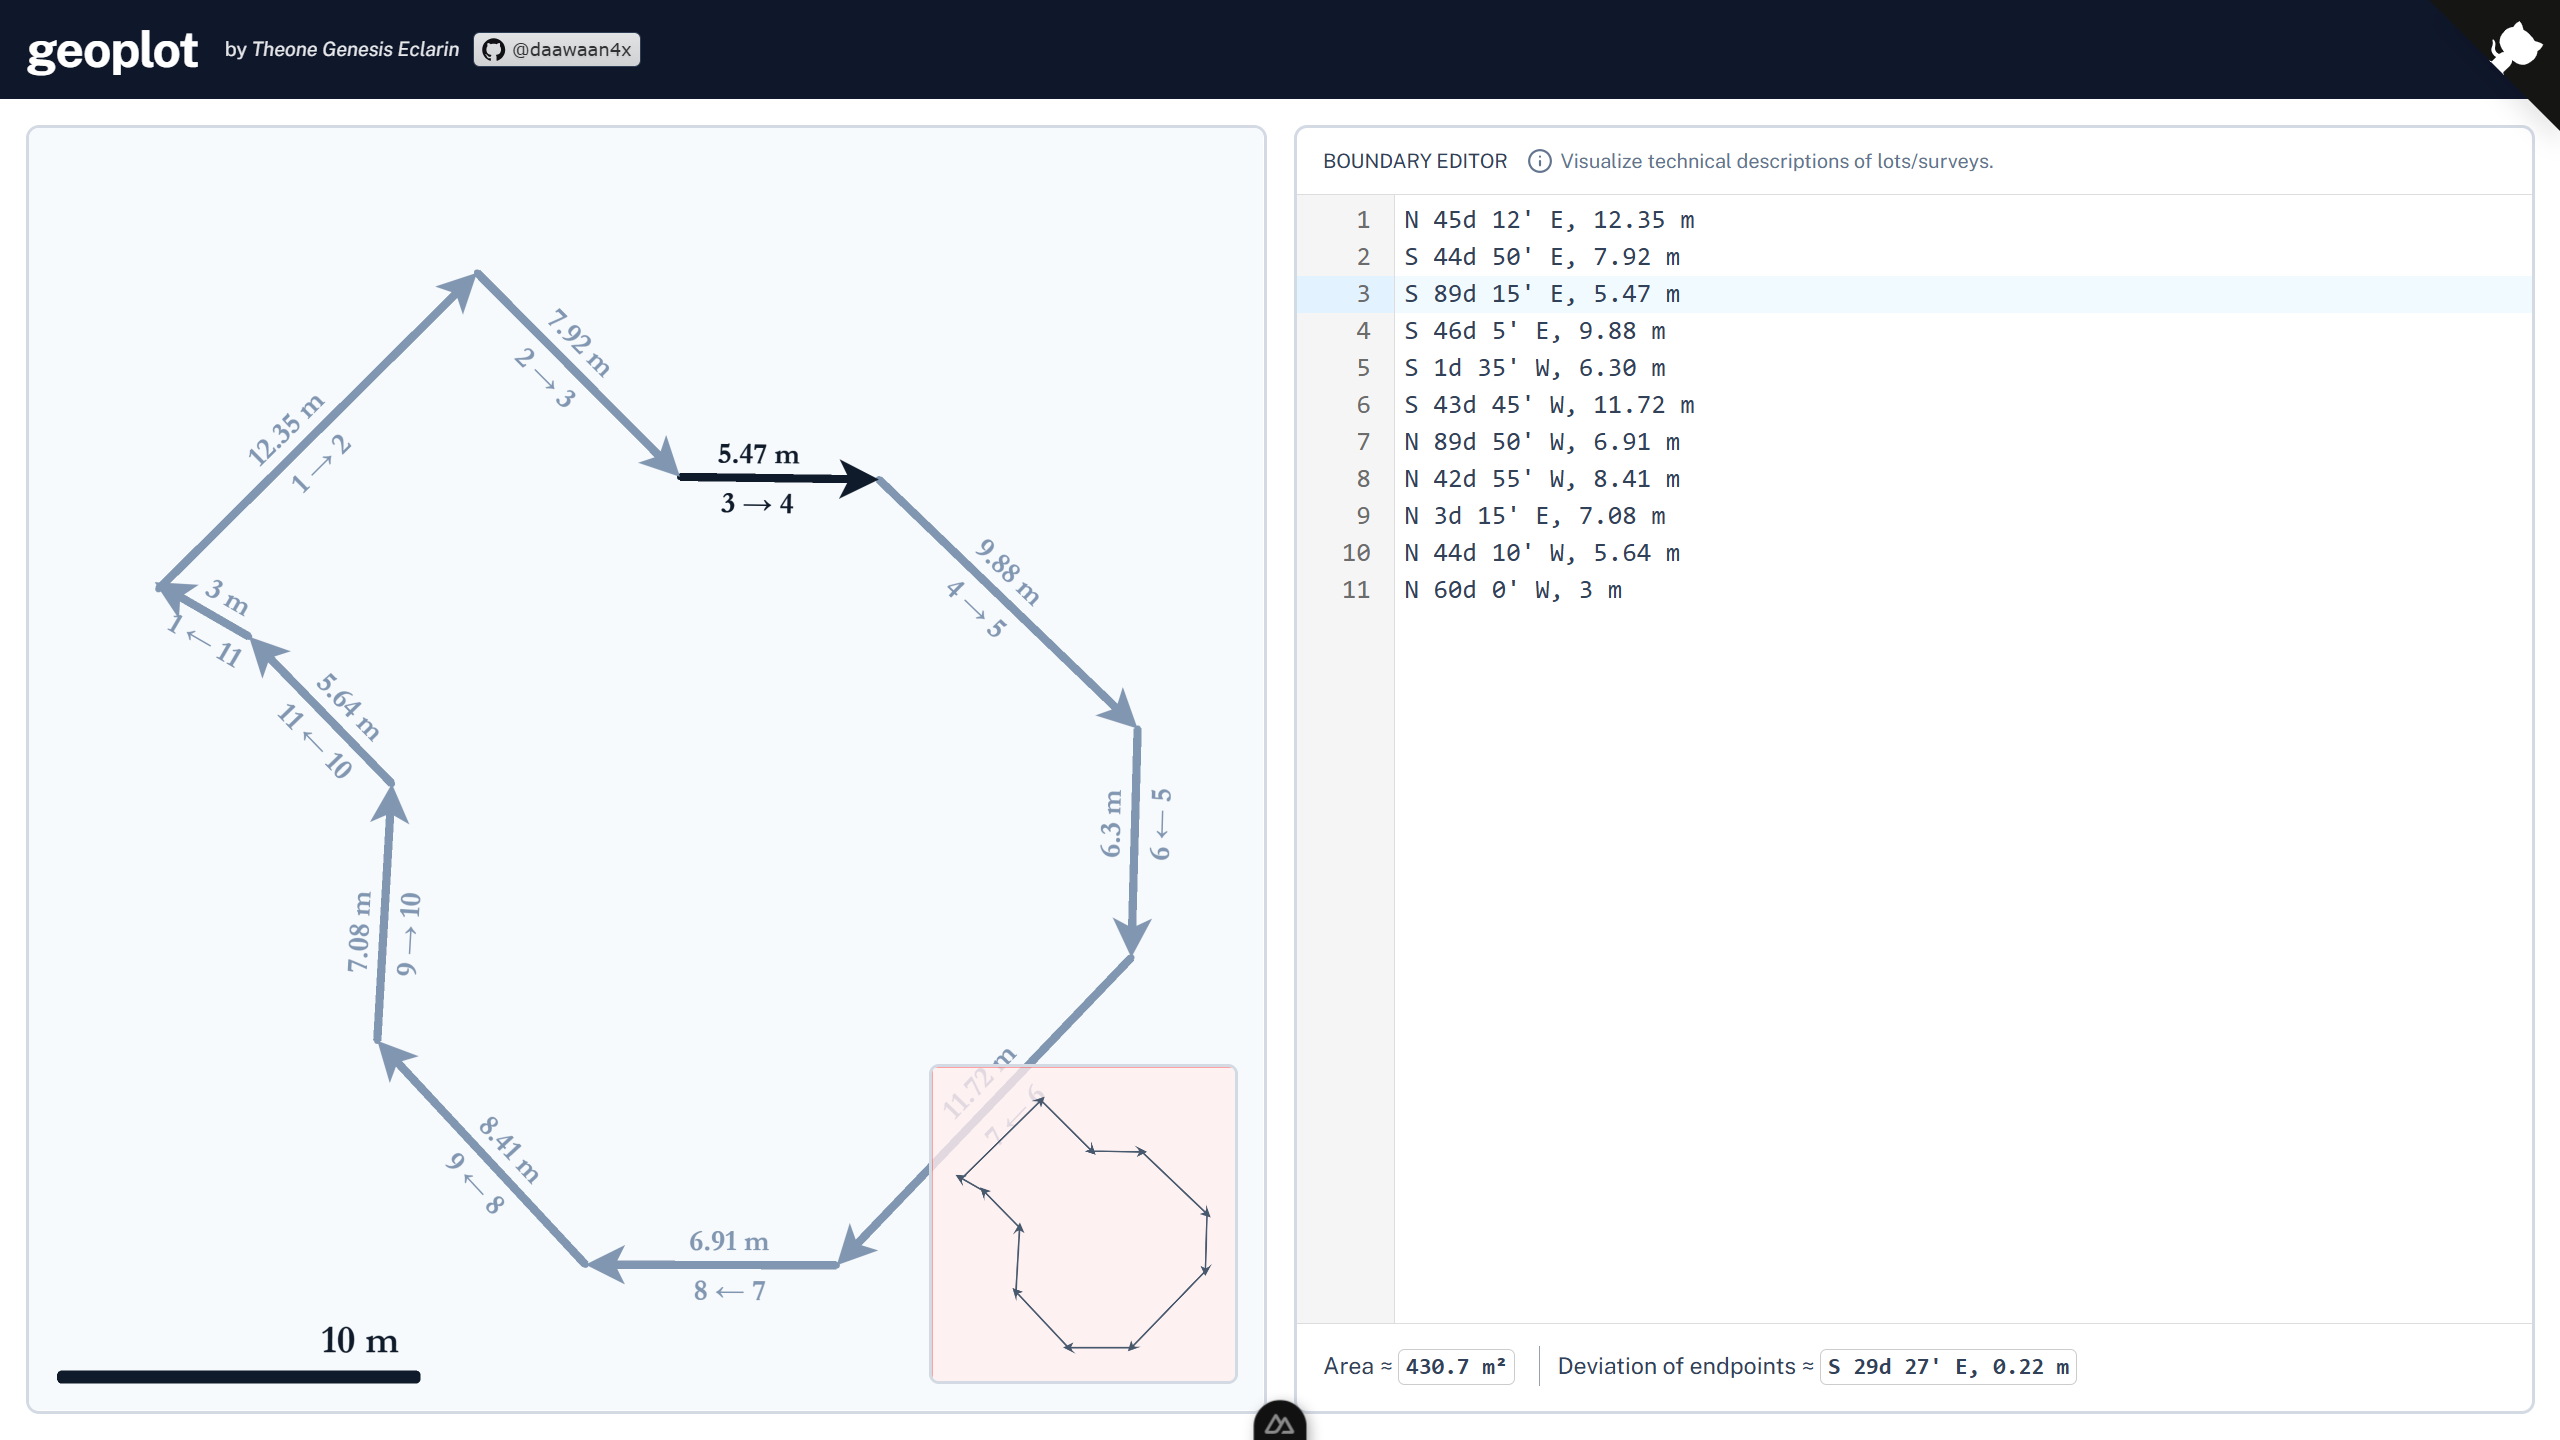 geoplot by Theone Genesis Eclarin @daawaan4x
7.92 m
2 → 3
12.35 m
1 → 2
5.47 m
3 → 4
9.88 m
4 → 5
3 m
1 ← 11
5.64 m
11 ← 10
6.3 m
6 ← 5
7.08 m
9 → 10
11.72 m
7 ← 6
8.41 m
9 ← 8
6.91 m
8 ← 7
10 m
BOUNDARY EDITOR Visualize technical descriptions of lots/surveys.
1 N 45d 12' E, 12.35 m
2 S 44d 50' E, 7.92 m
3 S 89d 15' E, 5.47 m
4 S 46d 5' E, 9.88 m
5 S 1d 35' W, 6.30 m
6 S 43d 45' W, 11.72 m
7 N 89d 50' W, 6.91 m
8 N 42d 55' W, 8.41 m
9 N 3d 15' E, 7.08 m
10 N 44d 10' W, 5.64 m
11 N 60d 0' W, 3 m
Area ≈ 430.7 m² Deviation of endpoints ≈ S 29d 27' E, 0.22 m